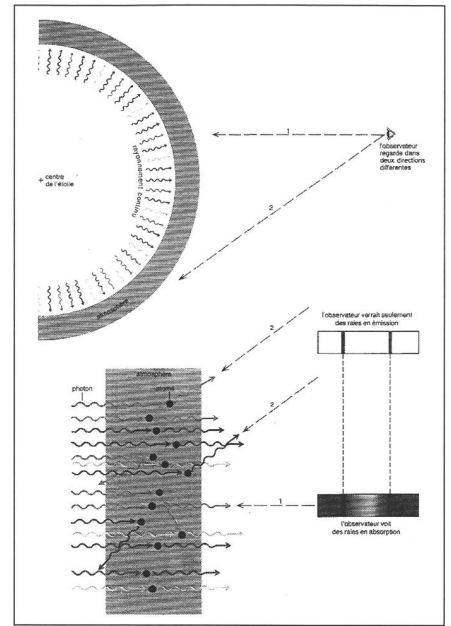 1
l'observateur
regarde dans
deux directions
différentes
rayonnement continu
centre
de l'étoile
2
atmosphère
l'observateur verrait seulement
des raies en émission
2
atmosphère
photon
atome
2
1
l'observateur voit
des raies en absorption